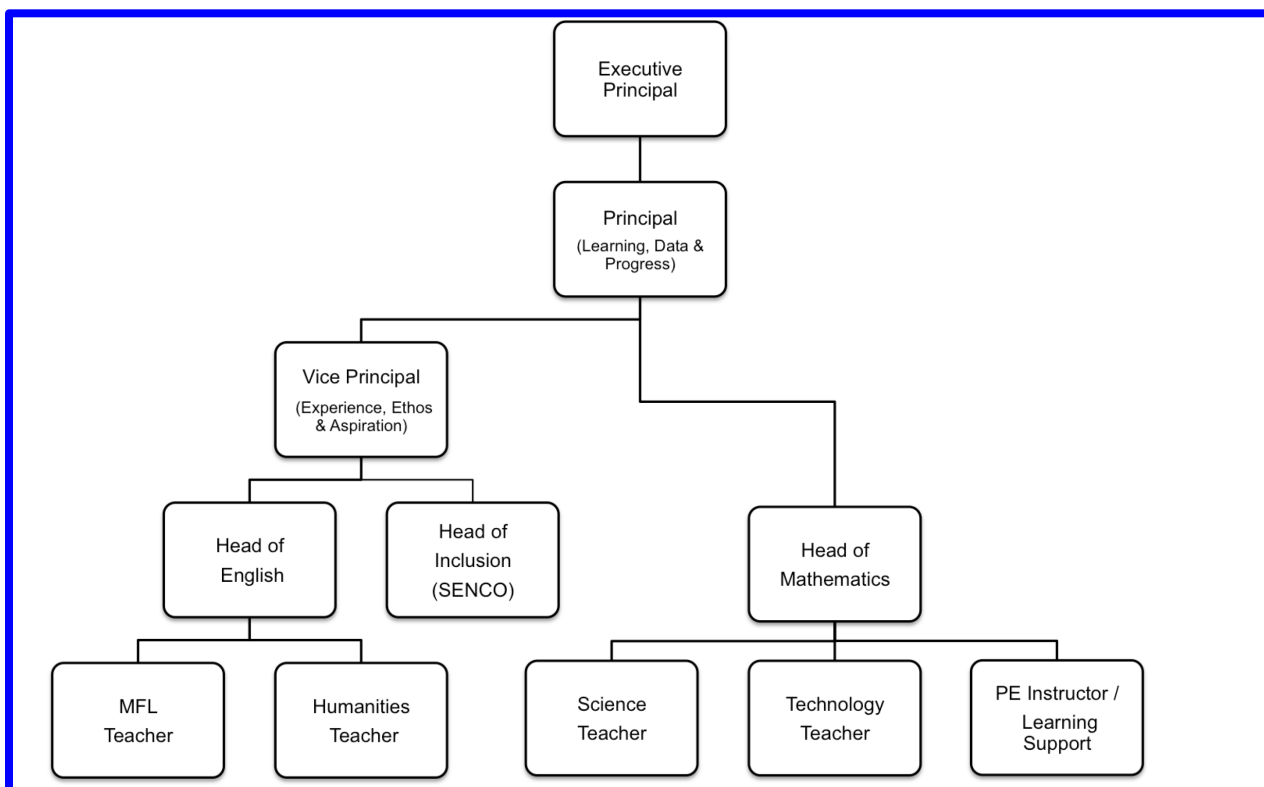 Executive
Principal
Principal
(Learning, Data &
Progress)
Vice Principal
(Experience, Ethos
& Aspiration)
Head of
English
Head of
Inclusion
(SENCO)
Head of
Mathematics
MFL
Teacher
Humanities
Teacher
Science
Teacher
Technology
Teacher
PE Instructor /
Learning
Support